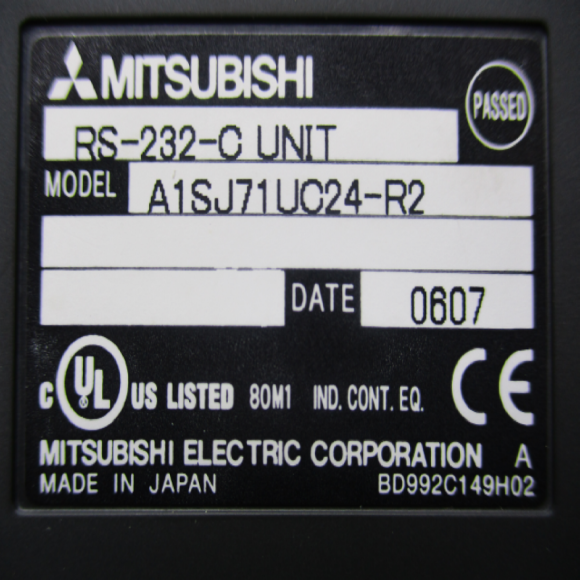 MITSUBISHI
PASSED
RS-232-C UNIT
MODEL A1SJ71UC24-R2
DATE 0607
C UL ® US LISTED 80M1 IND. CONT. EQ. CE
MITSUBISHI ELECTRIC CORPORATION A
MADE IN JAPAN BD992C149H02